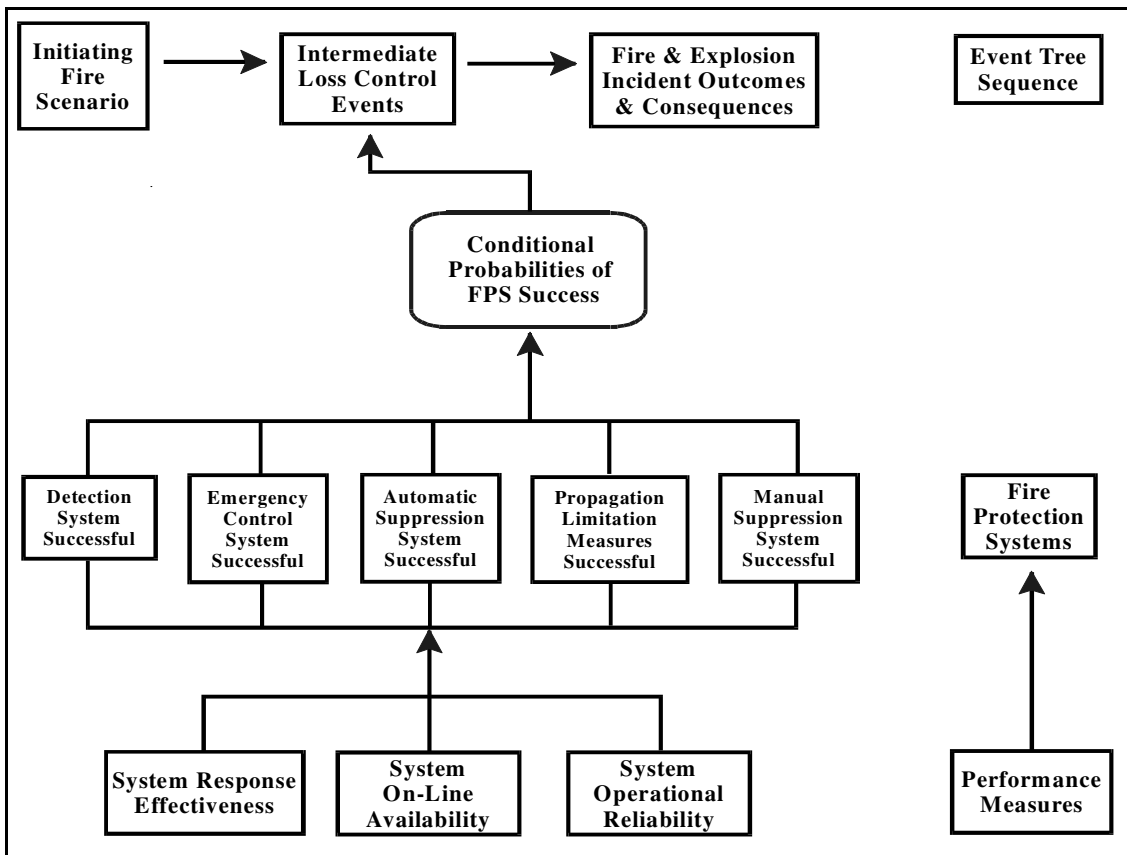 Initiating
Fire
Scenario
Intermediate
Loss Control
Events
Fire & Explosion
Incident Outcomes
& Consequences
Event Tree
Sequence
Conditional
Probabilities of
FPS Success
Detection
System
Successful
Emergency
Control
System
Successful
Automatic
Suppression
System
Successful
Propagation
Limitation
Measures
Successful
Manual
Suppression
System
Successful
Fire
Protection
Systems
System Response
Effectiveness
System
On-Line
Availability
System
Operational
Reliability
Performance
Measures